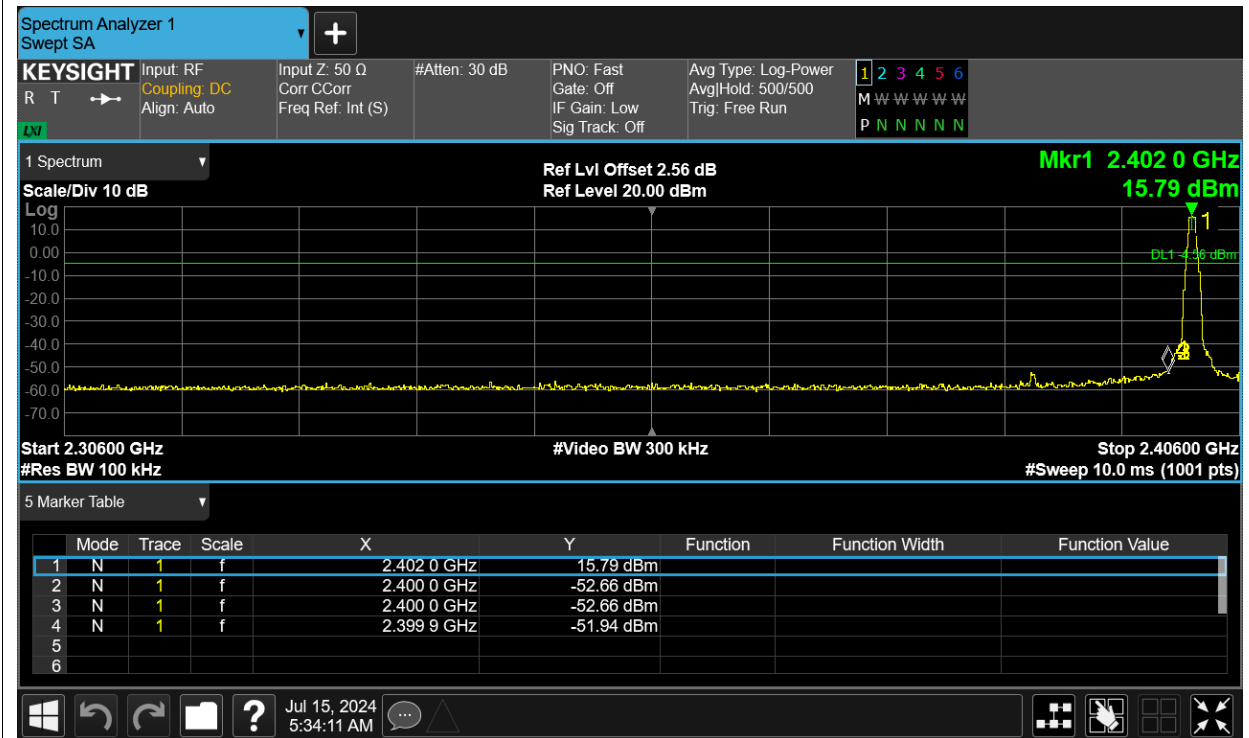 Spectrum Analyzer 1
Swept SA
+
KEYSIGHT
R T
LXI
Input: RF
Coupling: DC
Align: Auto
Input Z: 50 Ω
Corr CCorr
Freq Ref: Int (S)
#Atten: 30 dB
PNO: Fast
Gate: Off
IF Gain: Low
Sig Track: Off
Avg Type: Log-Power
Avg|Hold: 500/500
Trig: Free Run
1 2 3 4 5 6
M W W W W W
P N N N N N
1 Spectrum
Scale/Div 10 dB
Ref Lvl Offset 2.56 dB
Ref Level 20.00 dBm
Mkr1 2.402 0 GHz
15.79 dBm
Log
10.0
0.00
-10.0
-20.0
-30.0
-40.0
-50.0
-60.0
-70.0
1
DL1 -4.56 dBm
Start 2.30600 GHz
#Res BW 100 kHz
#Video BW 300 kHz
Stop 2.40600 GHz
#Sweep 10.0 ms (1001 pts)
5 Marker Table
Mode Trace Scale X Y Function Function Width Function Value
1 N 1 f 2.402 0 GHz 15.79 dBm
2 N 1 f 2.400 0 GHz -52.66 dBm
3 N 1 f 2.400 0 GHz -52.66 dBm
4 N 1 f 2.399 9 GHz -51.94 dBm
5
6
?
Jul 15, 2024
5:34:11 AM